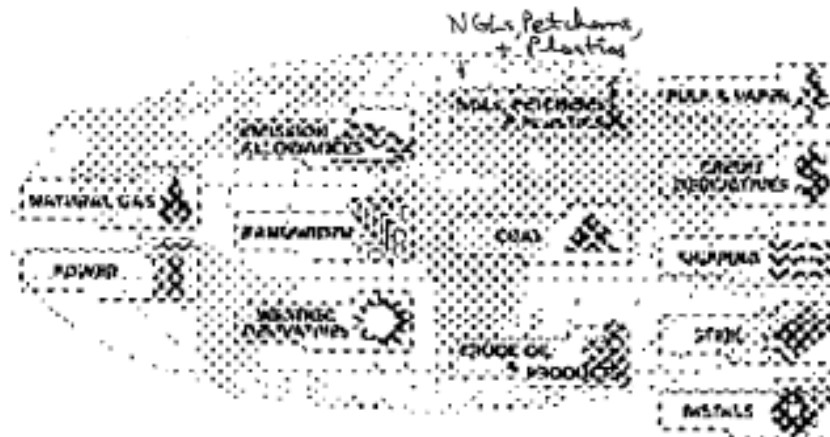 NGLs, Petchems,
+ Plastics
NATURAL GAS
POWER
EMISSION
ALLOWANCES
BANDWIDTH
WEATHER
DERIVATIVES
NGLS, PETCHEMS
& PLASTICS
COAL
CRUDE OIL
& PRODUCTS
PULP & PAPER
CREDIT
DERIVATIVES
SHIPPING
STEEL
METALS